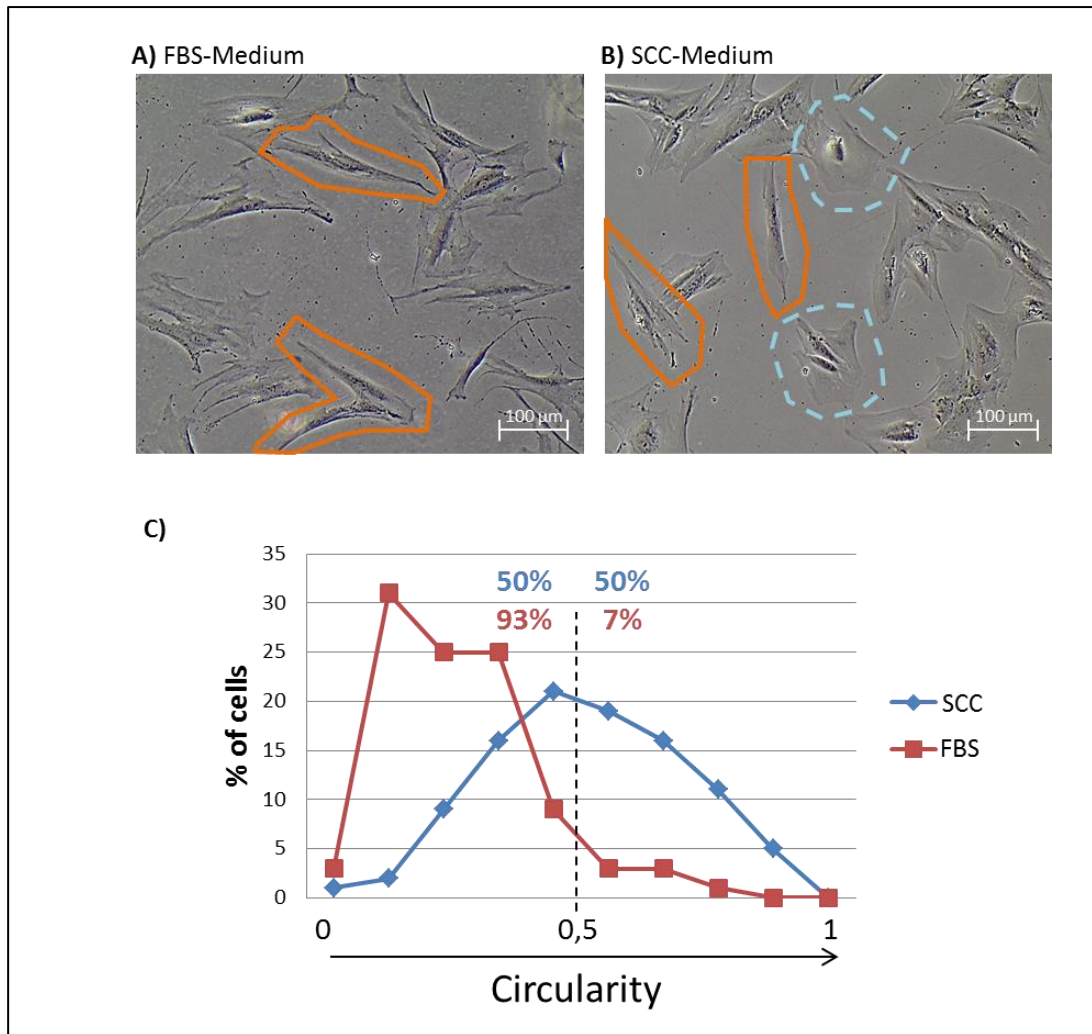 A) FBS-Medium
B) SCC-Medium
100 µm
100 µm
C)
35
30
25
20
15
10
5
0
% of cells
50%
50%
93%
7%
SCC
FBS
0
0,5
1
Circularity